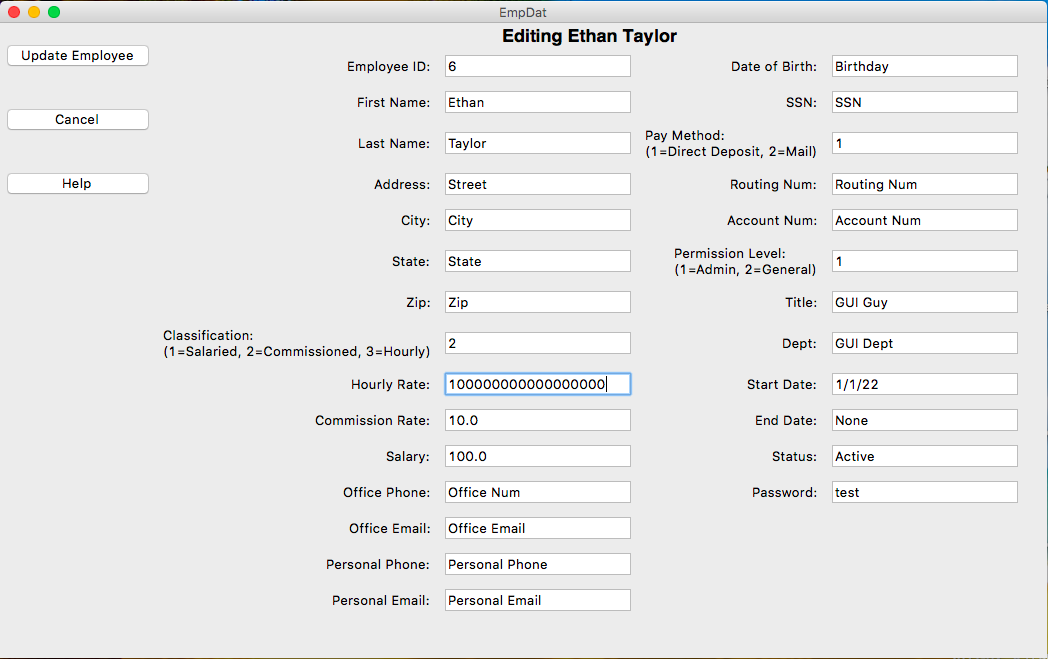 EmpDat
Editing Ethan Taylor
Update Employee
Cancel
Help
Employee ID: 6
First Name: Ethan
Last Name: Taylor
Address: Street
City: City
State: State
Zip: Zip
Classification:
(1=Salaried, 2=Commissioned, 3=Hourly) 2
Hourly Rate: 100000000000000000
Commission Rate: 10.0
Salary: 100.0
Office Phone: Office Num
Office Email: Office Email
Personal Phone: Personal Phone
Personal Email: Personal Email
Date of Birth: Birthday
SSN: SSN
Pay Method:
(1=Direct Deposit, 2=Mail) 1
Routing Num: Routing Num
Account Num: Account Num
Permission Level:
(1=Admin, 2=General) 1
Title: GUI Guy
Dept: GUI Dept
Start Date: 1/1/22
End Date: None
Status: Active
Password: test